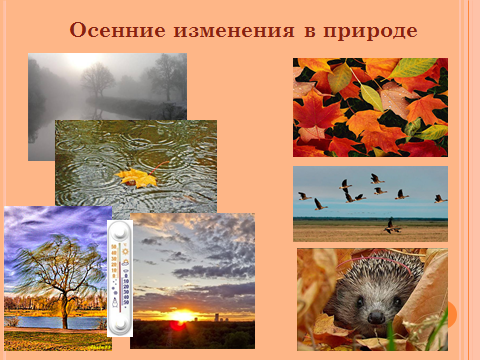 Осенние изменения в природе